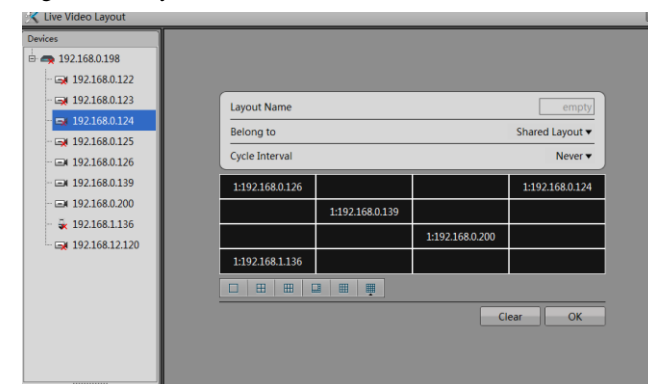 Live Video Layout
Devices
192.168.0.198
192.168.0.122
192.168.0.123
192.168.0.124
192.168.0.125
192.168.0.126
192.168.0.139
192.168.0.200
192.168.1.136
192.168.12.120
Layout Name empty
Belong to Shared Layout
Cycle Interval Never
1:192.168.0.126 1:192.168.0.124
1:192.168.0.139
1:192.168.0.200
1:192.168.1.136
Clear OK